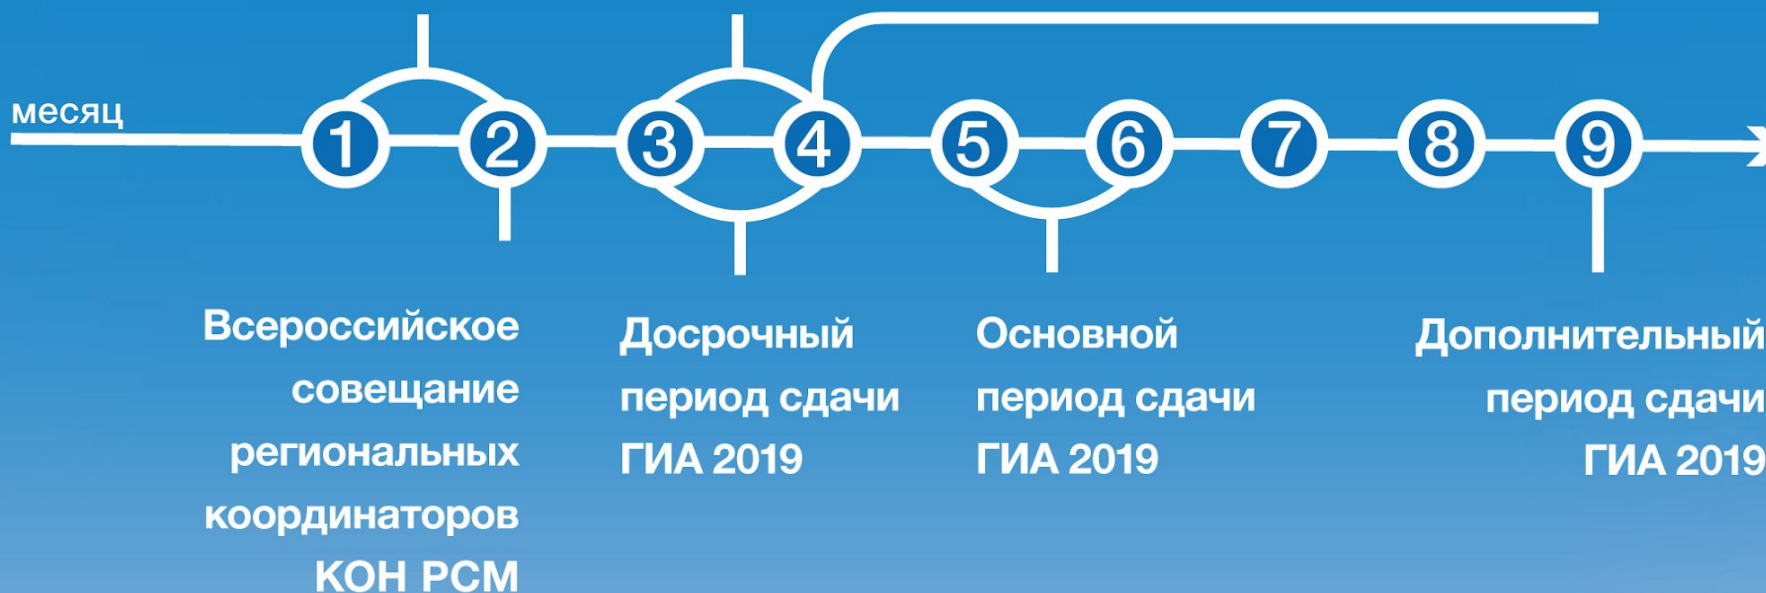 месяц
1 2 3 4 5 6 7 8 9
Всероссийское
совещание
региональных
координаторов
КОН РСМ
Досрочный
период сдачи
ГИА 2019
Основной
период сдачи
ГИА 2019
Дополнительный
период сдачи
ГИА 2019